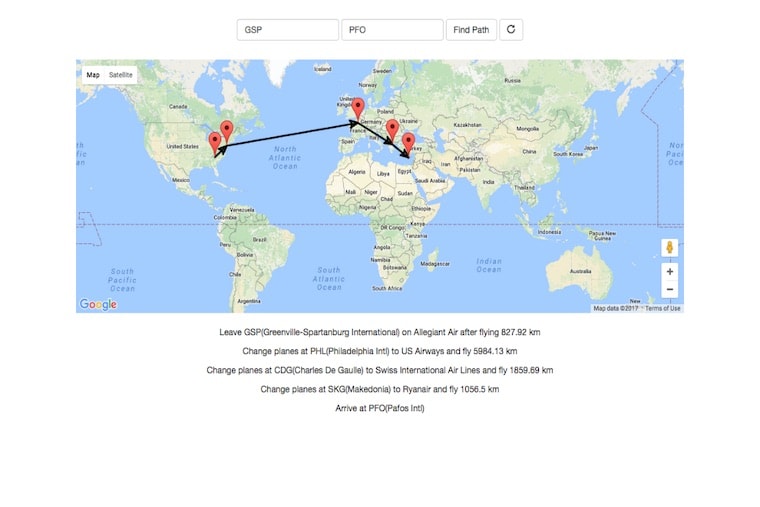 GSP PFO Find Path
Map Satellite
Iceland
Sweden
Norway
Russia
Canada
United
Kingdom
Poland
Germany
Ukraine
France
Kazakhstan
Mongolia
United States
North
Atlantic
Ocean
Spain
Italy
Turkey
China
South Korea
Japan
Iraq
Iran
Afghanistan
Pakistan
Algeria
Libya
Egypt
Saudi Arabia
India
Mexico
Mali
Niger
Chad
Sudan
Thailand
Nigeria
Ethiopia
Venezuela
Colombia
Kenya
DR Congo
Tanzania
Indonesia
Papua New
Guinea
Peru
Brazil
Angola
Bolivia
Namibia
Botswana
Madagascar
Indian
Ocean
Australia
South
Pacific
Ocean
South
Atlantic
Ocean
Chile
South Africa
Argentina
Google
Map data ©2017
Terms of Use
+
−
Leave GSP(Greenville-Spartanburg International) on Allegiant Air after flying 827.92 km
Change planes at PHL(Philadelphia Intl) to US Airways and fly 5984.13 km
Change planes at CDG(Charles De Gaulle) to Swiss International Air Lines and fly 1859.69 km
Change planes at SKG(Makedonia) to Ryanair and fly 1056.5 km
Arrive at PFO(Pafos Intl)